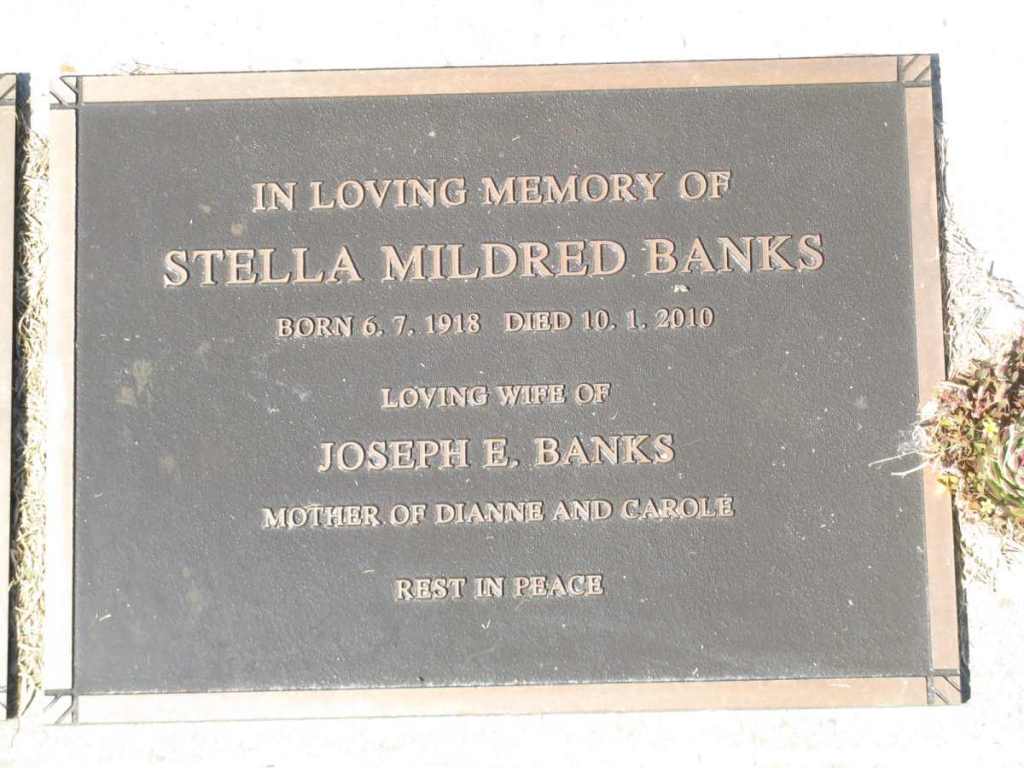 IN LOVING MEMORY OF
STELLA MILDRED BANKS
BORN 6. 7. 1918 DIED 10. 1. 2010
LOVING WIFE OF
JOSEPH E. BANKS
MOTHER OF DIANNE AND CAROLE
REST IN PEACE